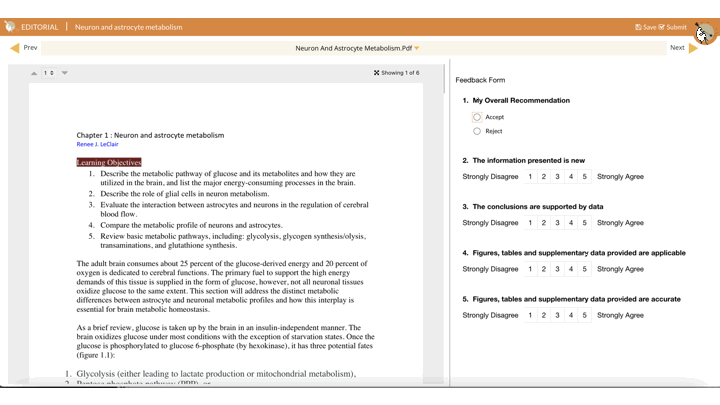 EDITORIAL | Neuron and astrocyte metabolism
Save Submit
Prev
Neuron And Astrocyte Metabolism.Pdf
Next
1
Showing 1 of 6
Chapter 1 : Neuron and astrocyte metabolism
Renee J. LeClair
Learning Objectives
1. Describe the metabolic pathway of glucose and its metabolites and how they are
utilized in the brain, and list the major energy-consuming processes in the brain.
2. Describe the role of glial cells in neuron metabolism.
3. Evaluate the interaction between astrocytes and neurons in the regulation of cerebral
blood flow.
4. Compare the metabolic profile of neurons and astrocytes.
5. Review basic metabolic pathways, including: glycolysis, glycogen synthesis/olysis,
transaminations, and glutathione synthesis.
The adult brain consumes about 25 percent of the glucose-derived energy and 20 percent of
oxygen is dedicated to cerebral functions. The primary fuel to support the high energy
demands of this tissue is supplied in the form of glucose, however, not all neuronal tissues
oxidize glucose to the same extent. This section will address the distinct metabolic
differences between astrocyte and neuronal metabolic profiles and how this interplay is
essential for brain metabolic homeostasis.
As a brief review, glucose is taken up by the brain in an insulin-independent manner. The
brain oxidizes glucose under most conditions with the exception of starvation states. Once the
glucose is phosphorylated to glucose 6-phosphate (by hexokinase), it has three potential fates
(figure 1.1):
1. Glycolysis (either leading to lactate production or mitochondrial metabolism),
2. Pentose phosphate pathway (PPP), or
Feedback Form
1. My Overall Recommendation
Accept
Reject
2. The information presented is new
Strongly Disagree 1 2 3 4 5 Strongly Agree
3. The conclusions are supported by data
Strongly Disagree 1 2 3 4 5 Strongly Agree
4. Figures, tables and supplementary data provided are applicable
Strongly Disagree 1 2 3 4 5 Strongly Agree
5. Figures, tables and supplementary data provided are accurate
Strongly Disagree 1 2 3 4 5 Strongly Agree